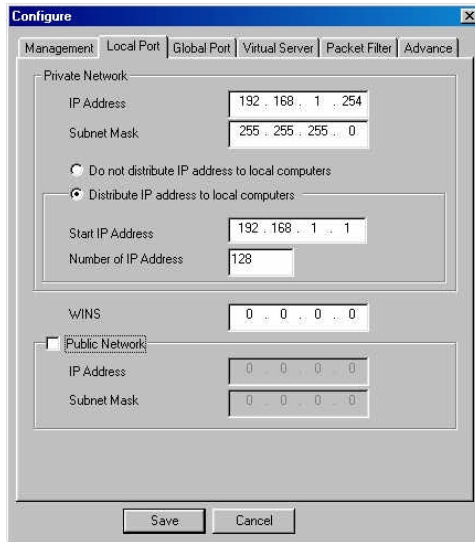 Configure
Management Local Port Global Port Virtual Server Packet Filter Advance
Private Network
IP Address 192 . 168 . 1 . 254
Subnet Mask 255 . 255 . 255 . 0
Do not distribute IP address to local computers
Distribute IP address to local computers
Start IP Address 192 . 168 . 1 . 1
Number of IP Address 128
WINS 0 . 0 . 0 . 0
Public Network
IP Address 0 . 0 . 0 . 0
Subnet Mask 0 . 0 . 0 . 0
Save Cancel